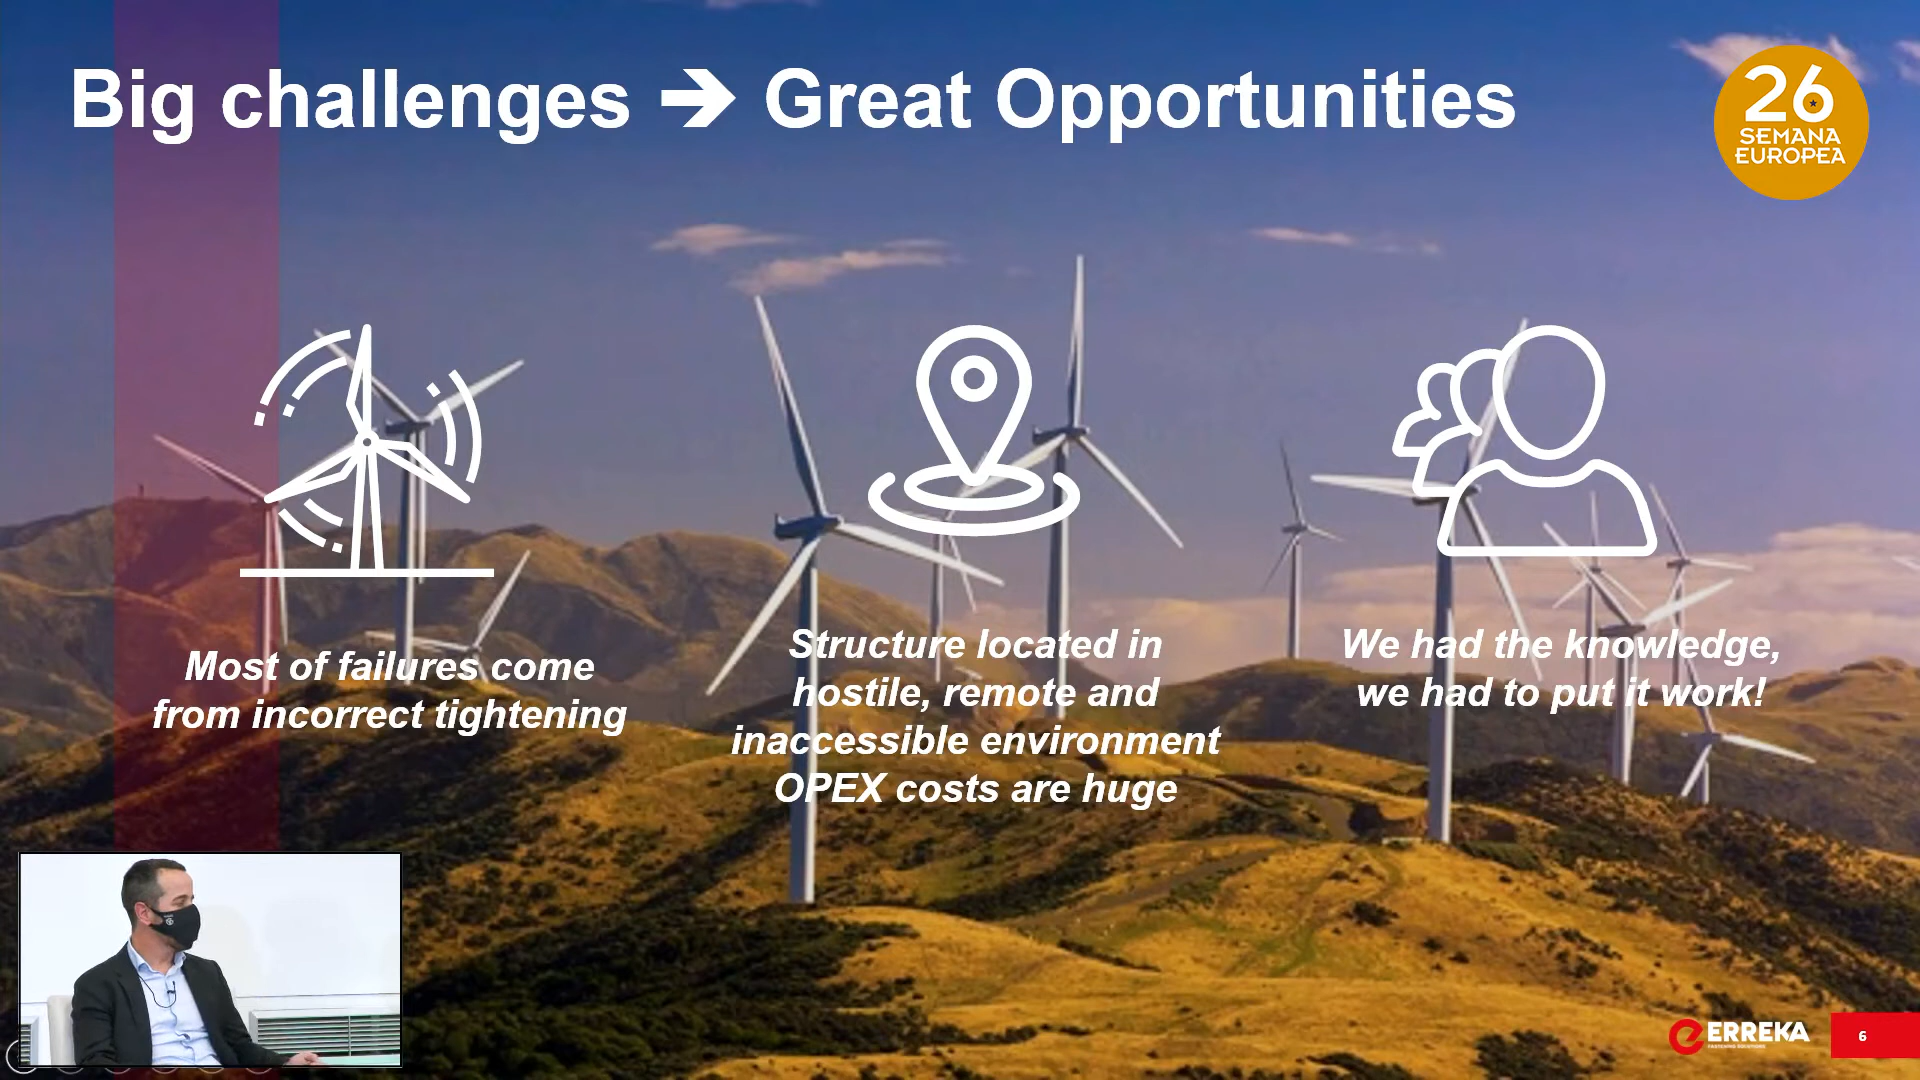 Big challenges → Great Opportunities
26
SEMANA
EUROPEA
Most of failures come
from incorrect tightening
Structure located in
hostile, remote and
inaccessible environment
OPEX costs are huge
We had the knowledge,
we had to put it work!
ERREKA
FASTENING SOLUTIONS
6